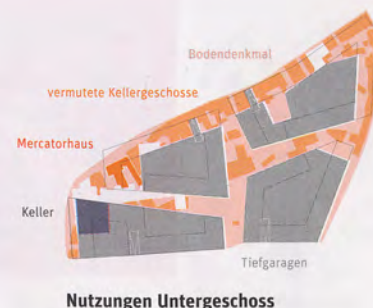 Bodendenkmal
vermutete Kellergeschosse
Mercatorhaus
Keller
Tiefgaragen
Nutzungen Untergeschoss